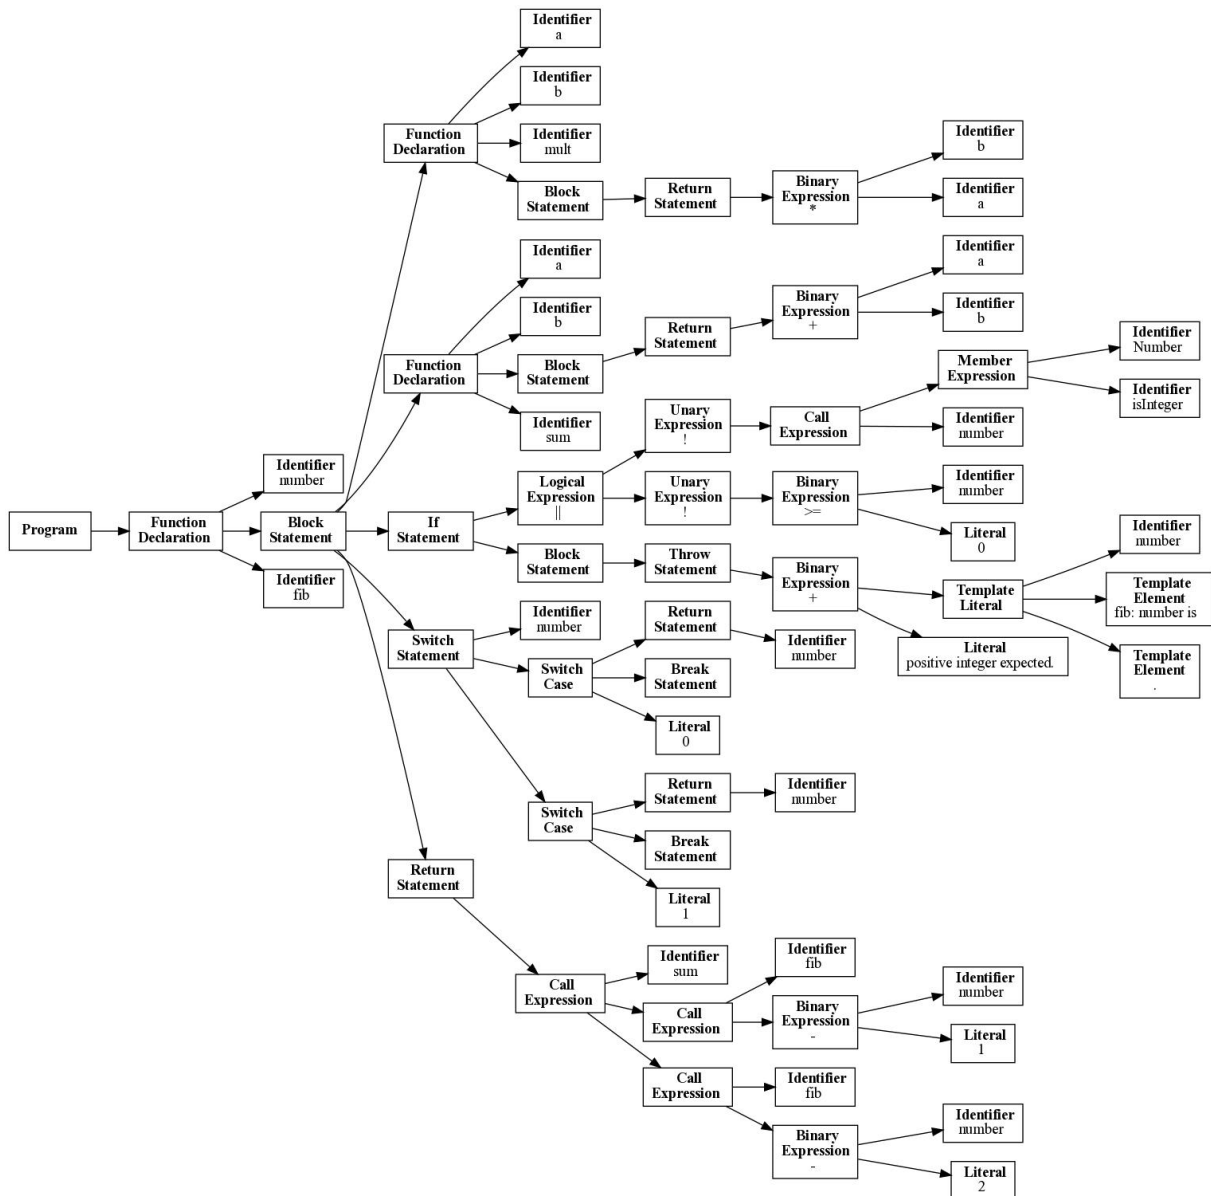 Identifier
a
Identifier
b
Function
Declaration
Identifier
mult
Block
Statement
Return
Statement
Binary
Expression
*
Identifier
b
Identifier
a
Identifier
a
Identifier
b
Function
Declaration
Block
Statement
Identifier
sum
Return
Statement
Binary
Expression
+
Identifier
a
Identifier
b
Member
Expression
Identifier
Number
Identifier
isInteger
Unary
Expression
!
Call
Expression
Identifier
number
Identifier
number
Program
Function
Declaration
Block
Statement
Identifier
fib
If
Statement
Logical
Expression
||
Unary
Expression
!
Binary
Expression
>=
Identifier
number
Literal
0
Block
Statement
Throw
Statement
Binary
Expression
+
Template
Literal
Identifier
number
Template
Element
fib: number is
Template
Element
.
Literal
positive integer expected.
Switch
Statement
Identifier
number
Switch
Case
Return
Statement
Identifier
number
Break
Statement
Literal
0
Switch
Case
Return
Statement
Identifier
number
Break
Statement
Literal
1
Return
Statement
Call
Expression
Identifier
sum
Call
Expression
Identifier
fib
Binary
Expression
-
Identifier
number
Literal
1
Call
Expression
Identifier
fib
Binary
Expression
-
Identifier
number
Literal
2